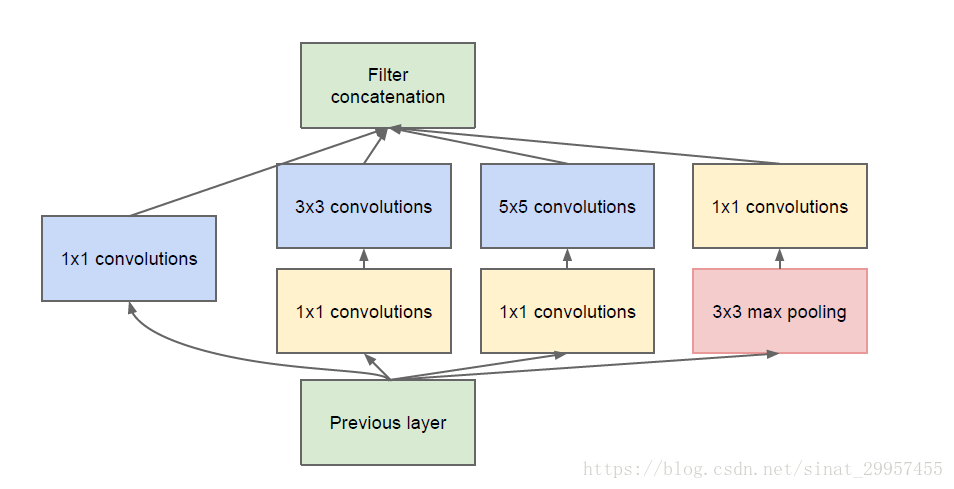 Filter
concatenation
3x3 convolutions
5x5 convolutions
1x1 convolutions
1x1 convolutions
1x1 convolutions
1x1 convolutions
3x3 max pooling
Previous layer
https://blog.csdn.net/sinat_29957455